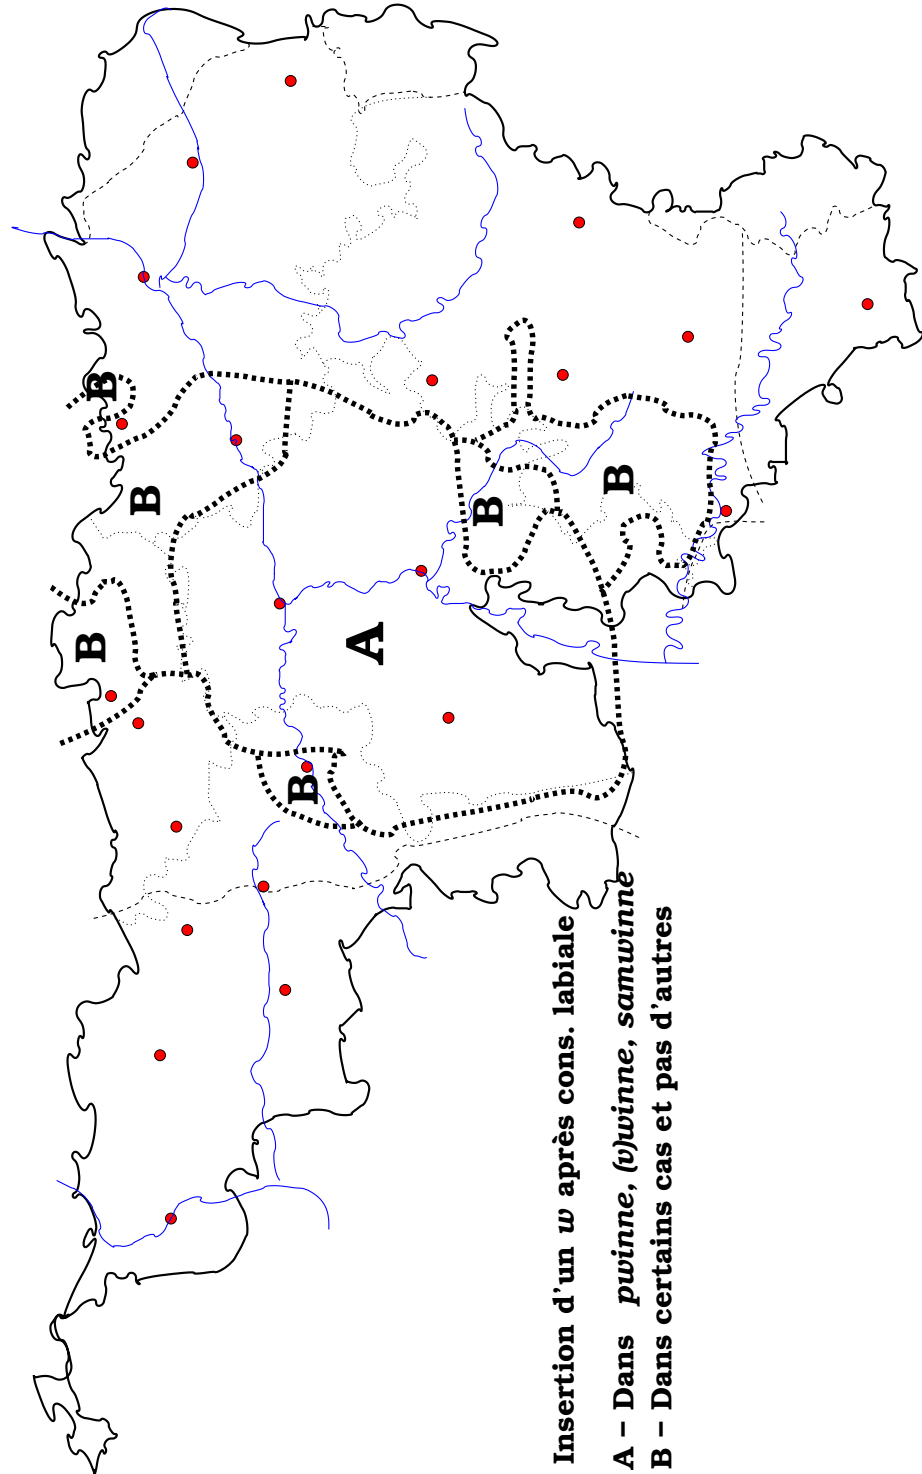 B
B
B
A
B
B
B
Insertion d'un w après cons. labiale
A – Dans pwinne, (v)winne, samwinne
B – Dans certains cas et pas d'autres